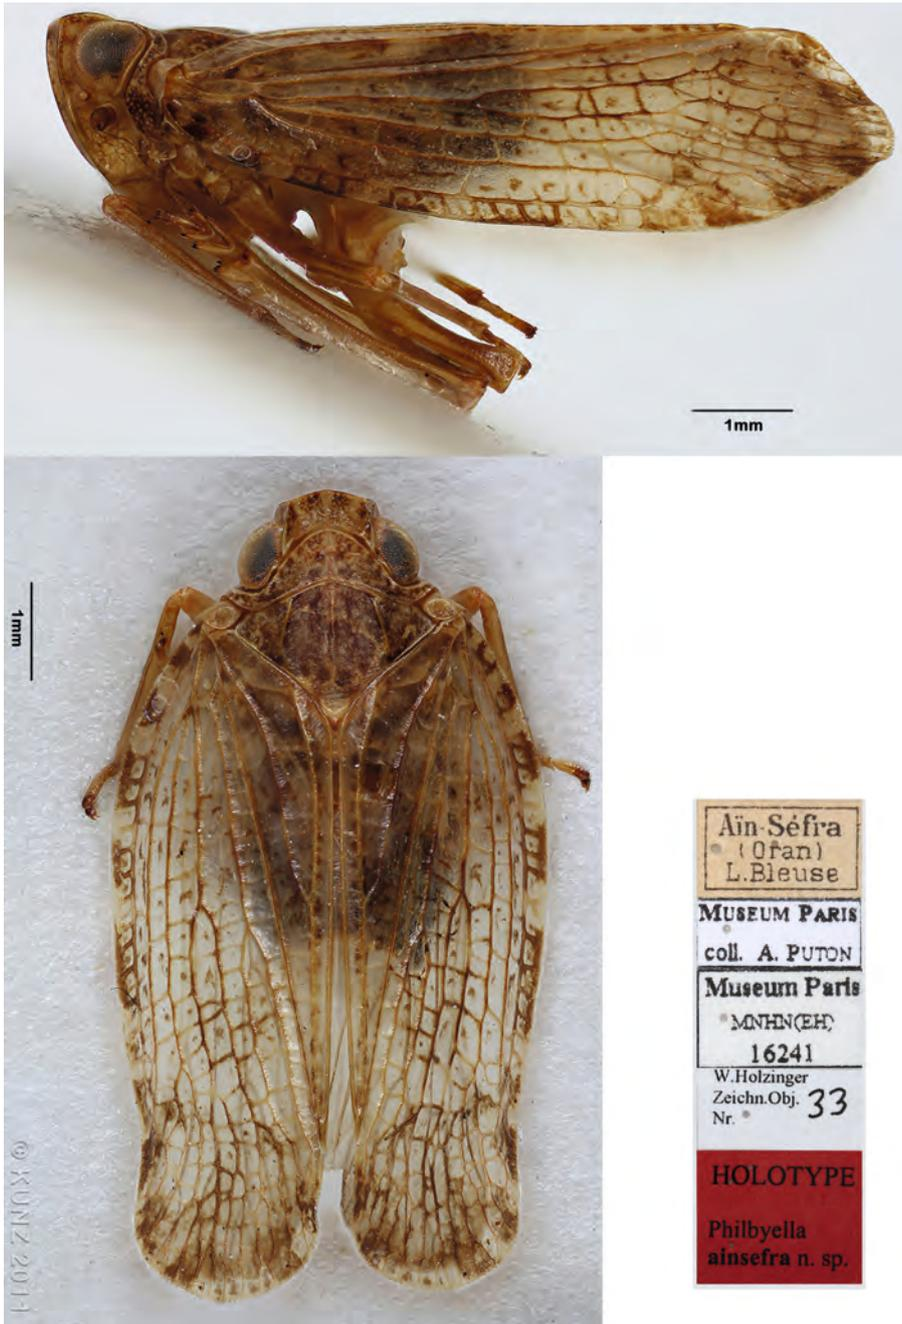 1mm
1mm
© KUNZ 2011
Aïn-Séfra
(Oran)
L.Bleuse
MUSEUM PARIS
coll. A. PUTON
Museum Paris
MNHN(EH)
16241
W.Holzinger
Zeichn.Obj. 33
Nr.
HOLOTYPE
Philbyella
ainsefra n. sp.